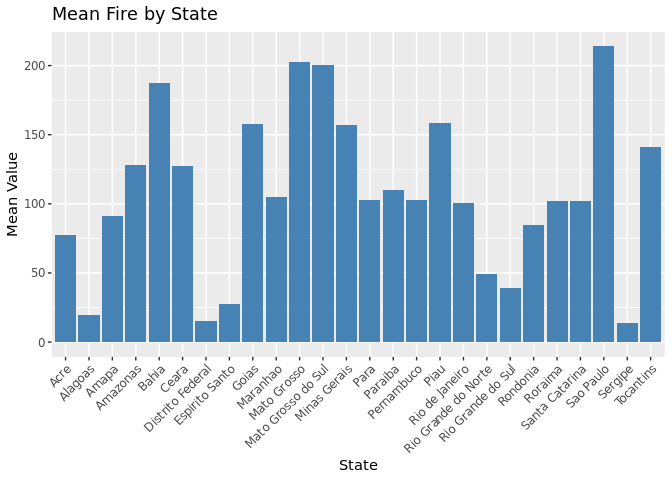 Mean Fire by State
Mean Value
200
150
100
50
0
Acre
Alagoas
Amapa
Amazonas
Bahia
Ceara
Distrito Federal
Espirito Santo
Goias
Maranhao
Mato Grosso
Mato Grosso do Sul
Minas Gerais
Para
Paraiba
Pernambuco
Piau
Rio de Janeiro
Rio Grande do Norte
Rio Grande do Sul
Rondonia
Roraima
Santa Catarina
Sao Paulo
Sergipe
Tocantins
State